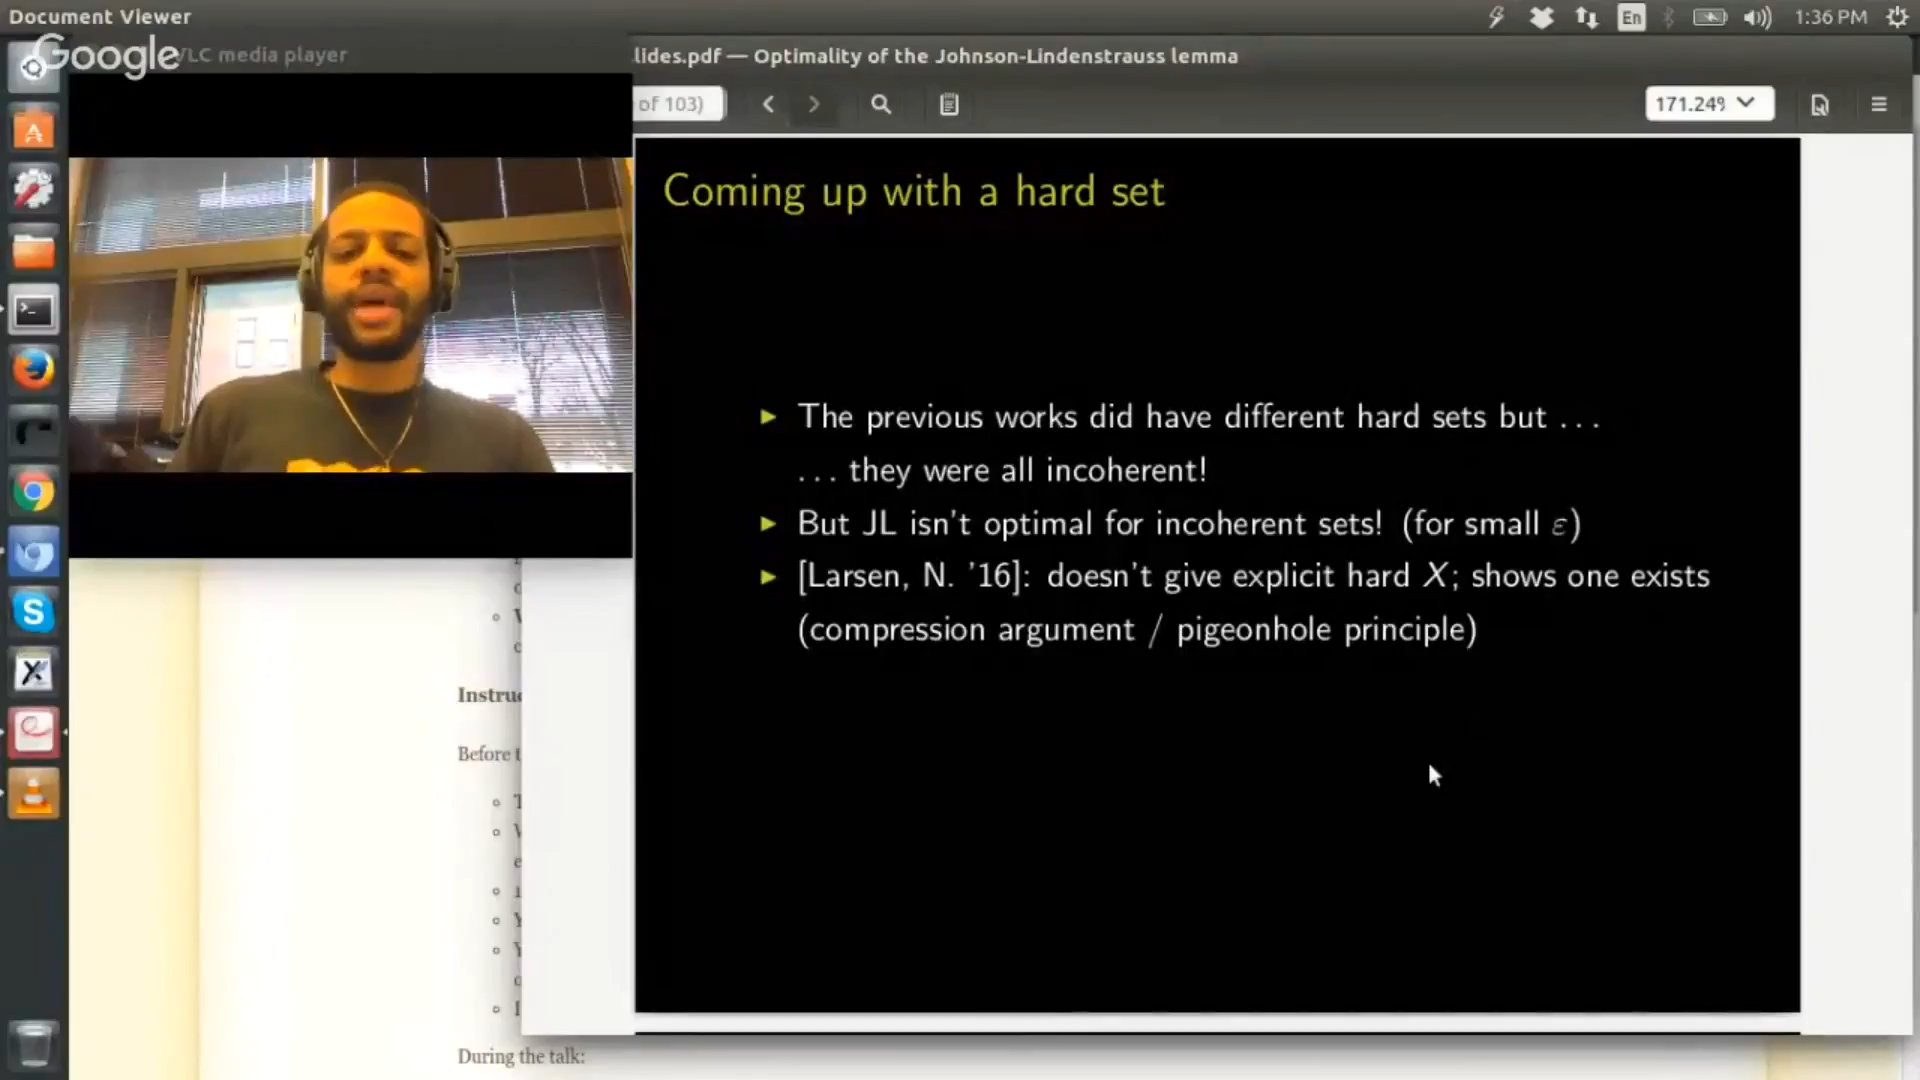 Document Viewer
En
1:36 PM
Google
VLC media player
lides.pdf — Optimality of the Johnson-Lindenstrauss lemma
of 103)
171.24%
Coming up with a hard set
The previous works did have different hard sets but ...
... they were all incoherent!
But JL isn't optimal for incoherent sets! (for small ε)
[Larsen, N. '16]: doesn't give explicit hard X; shows one exists
(compression argument / pigeonhole principle)
Instruc
Before t
During the talk: